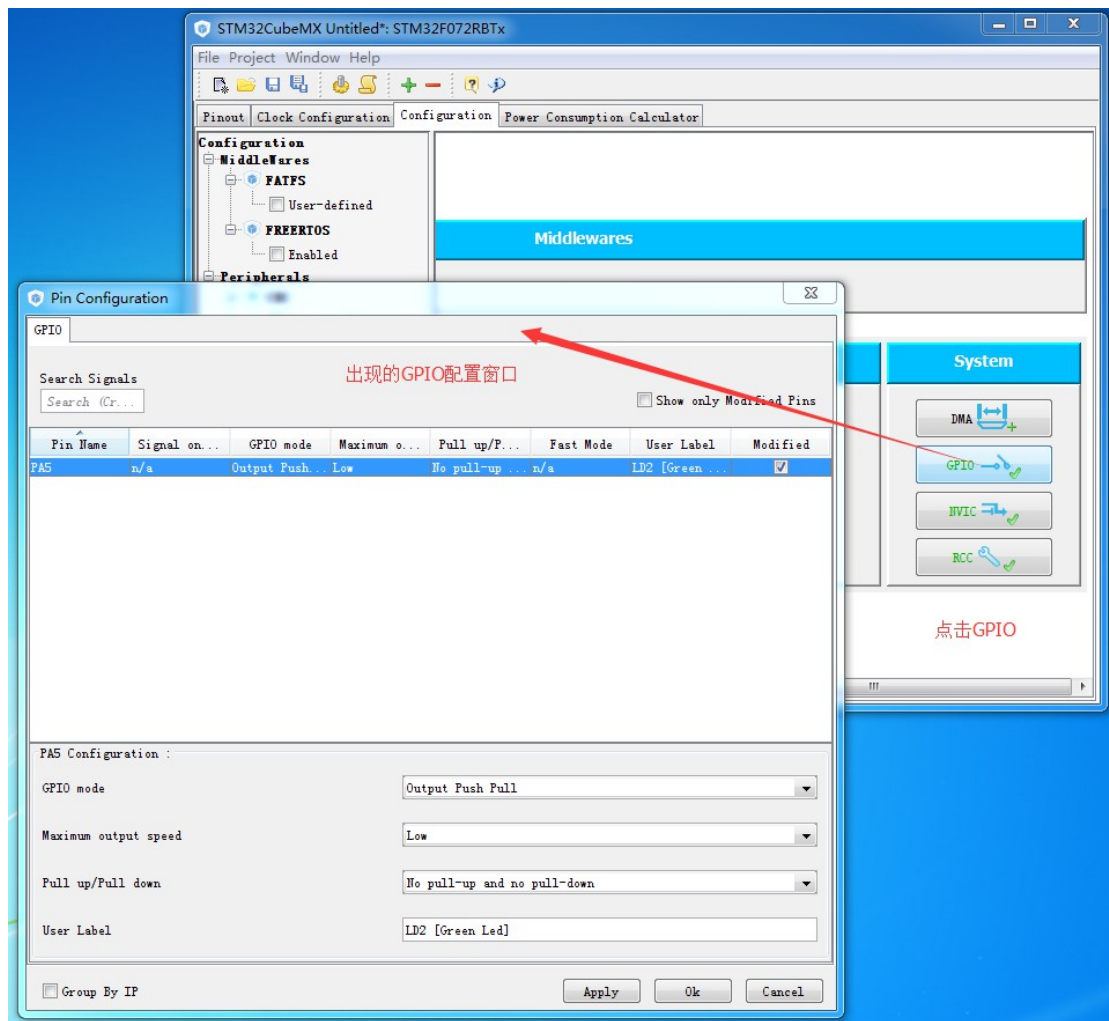 STM32CubeMX Untitled*: STM32F072RBTx
File Project Window Help
Pinout Clock Configuration Configuration Power Consumption Calculator
Configuration
MiddleWares
FATFS
User-defined
FREERTOS
Enabled
Peripherals
Middlewares
System
DMA
GPIO
NVIC
RCC
点击GPIO
Pin Configuration
GPIO
出现的GPIO配置窗口
Search Signals
Search (Cr...
Show only Modified Pins
Pin Name Signal on... GPIO mode Maximum o... Pull up/P... Fast Mode User Label Modified
PA5 n/a Output Push... Low No pull-up ... n/a LD2 [Green ...
PA5 Configuration :
GPIO mode Output Push Pull
Maximum output speed Low
Pull up/Pull down No pull-up and no pull-down
User Label LD2 [Green Led]
Group By IP Apply Ok Cancel